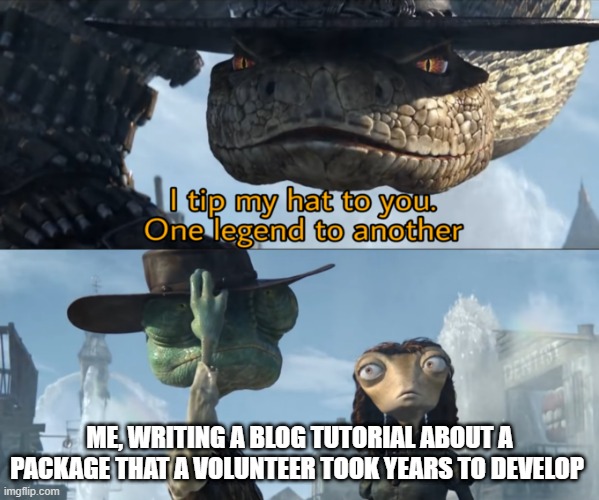 I tip my hat to you.
One legend to another
ME, WRITING A BLOG TUTORIAL ABOUT A
PACKAGE THAT A VOLUNTEER TOOK YEARS TO DEVELOP
imgflip.com